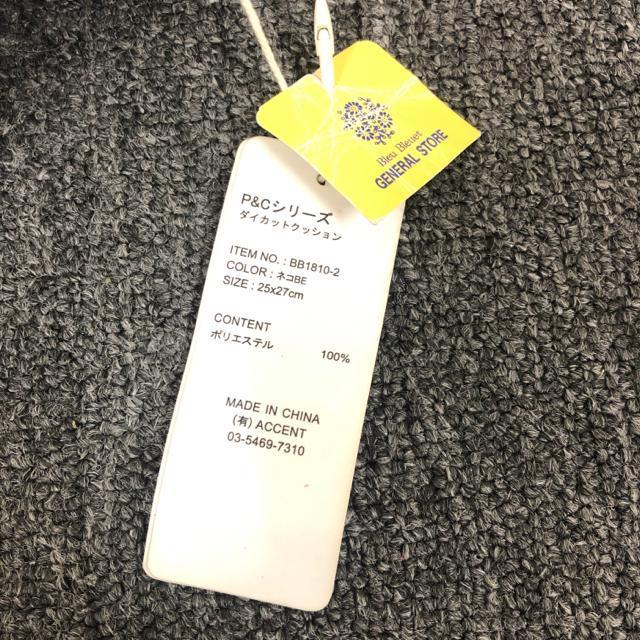 Bleu Bleuet
GENERAL STORE
P&Cシリーズ
ダイカットクッション
ITEM NO. : BB1810-2
COLOR : ネコBE
SIZE : 25x27cm
CONTENT
ポリエステル 100%
MADE IN CHINA
(有) ACCENT
03-5469-7310